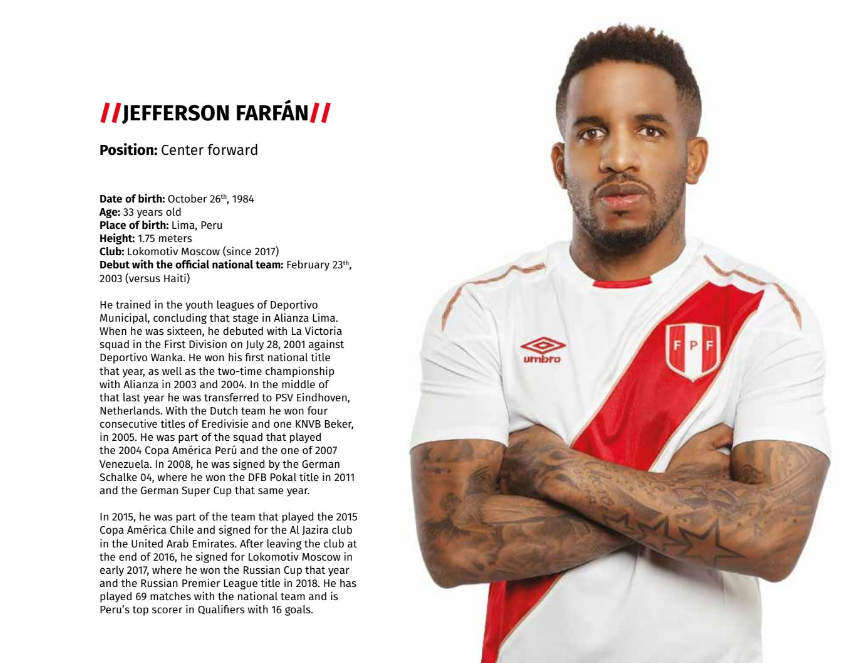 //JEFFERSON FARFÁN//
Position: Center forward
Date of birth: October 26th, 1984
Age: 33 years old
Place of birth: Lima, Peru
Height: 1.75 meters
Club: Lokomotiv Moscow (since 2017)
Debut with the official national team: February 23th,
2003 (versus Haiti)
He trained in the youth leagues of Deportivo
Municipal, concluding that stage in Alianza Lima.
When he was sixteen, he debuted with La Victoria
squad in the First Division on July 28, 2001 against
Deportivo Wanka. He won his first national title
that year, as well as the two-time championship
with Alianza in 2003 and 2004. In the middle of
that last year he was transferred to PSV Eindhoven,
Netherlands. With the Dutch team he won four
consecutive titles of Eredivisie and one KNVB Beker,
in 2005. He was part of the squad that played
the 2004 Copa América Perú and the one of 2007
Venezuela. In 2008, he was signed by the German
Schalke 04, where he won the DFB Pokal title in 2011
and the German Super Cup that same year.
In 2015, he was part of the team that played the 2015
Copa América Chile and signed for the Al Jazira club
in the United Arab Emirates. After leaving the club at
the end of 2016, he signed for Lokomotiv Moscow in
early 2017, where he won the Russian Cup that year
and the Russian Premier League title in 2018. He has
played 69 matches with the national team and is
Peru's top scorer in Qualifiers with 16 goals.
umbro
F P F